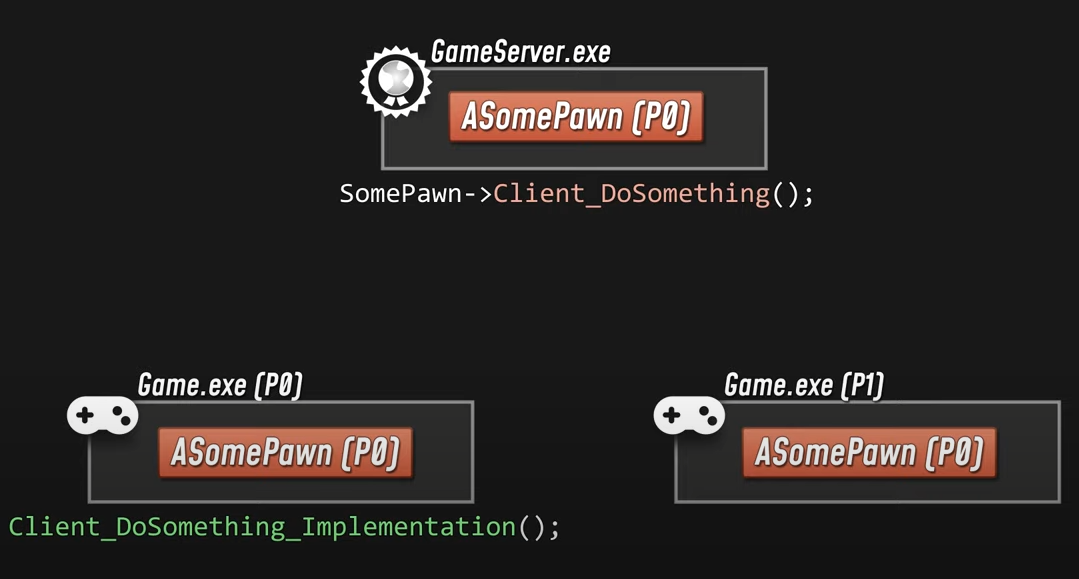 GameServer.exe
ASomePawn (P0)
SomePawn->Client_DoSomething();
Game.exe (P0)
ASomePawn (P0)
Client_DoSomething_Implementation();
Game.exe (P1)
ASomePawn (P0)